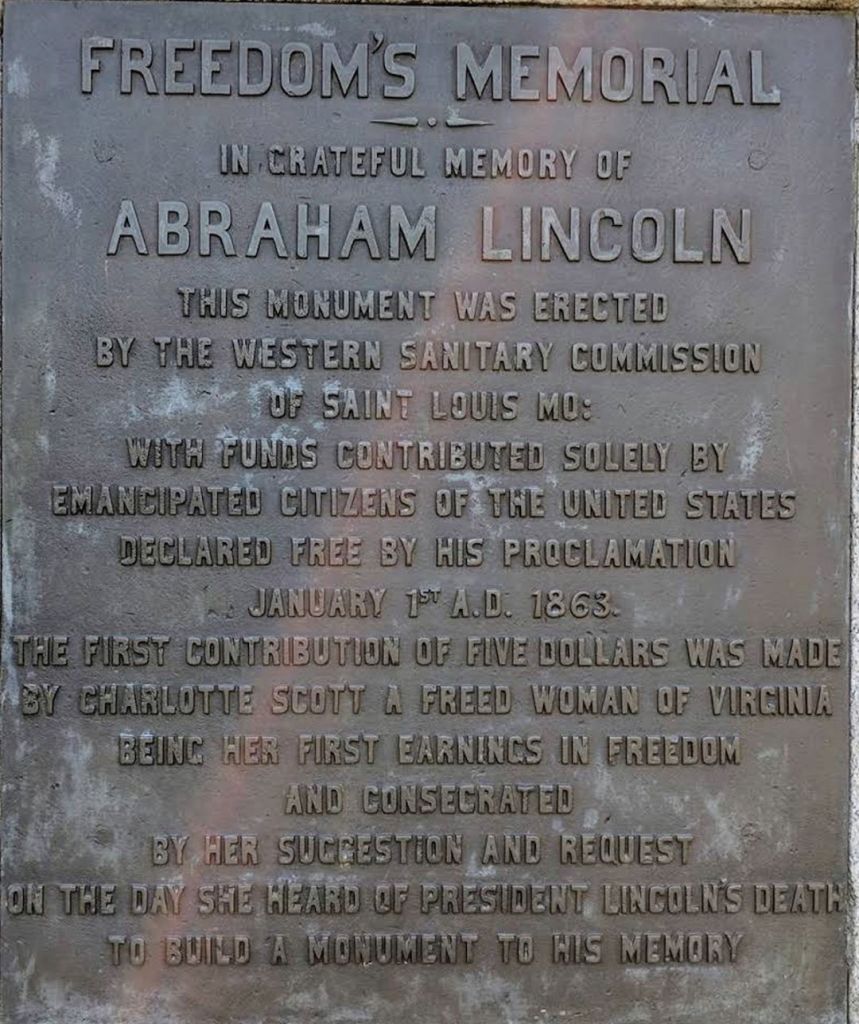 FREEDOM'S MEMORIAL
IN GRATEFUL MEMORY OF
ABRAHAM LINCOLN
THIS MONUMENT WAS ERECTED
BY THE WESTERN SANITARY COMMISSION
OF SAINT LOUIS MO:
WITH FUNDS CONTRIBUTED SOLELY BY
EMANCIPATED CITIZENS OF THE UNITED STATES
DECLARED FREE BY HIS PROCLAMATION
JANUARY 1ST A.D. 1863.
THE FIRST CONTRIBUTION OF FIVE DOLLARS WAS MADE
BY CHARLOTTE SCOTT A FREED WOMAN OF VIRGINIA
BEING HER FIRST EARNINGS IN FREEDOM
AND CONSECRATED
BY HER SUGGESTION AND REQUEST
ON THE DAY SHE HEARD OF PRESIDENT LINCOLN'S DEATH
TO BUILD A MONUMENT TO HIS MEMORY